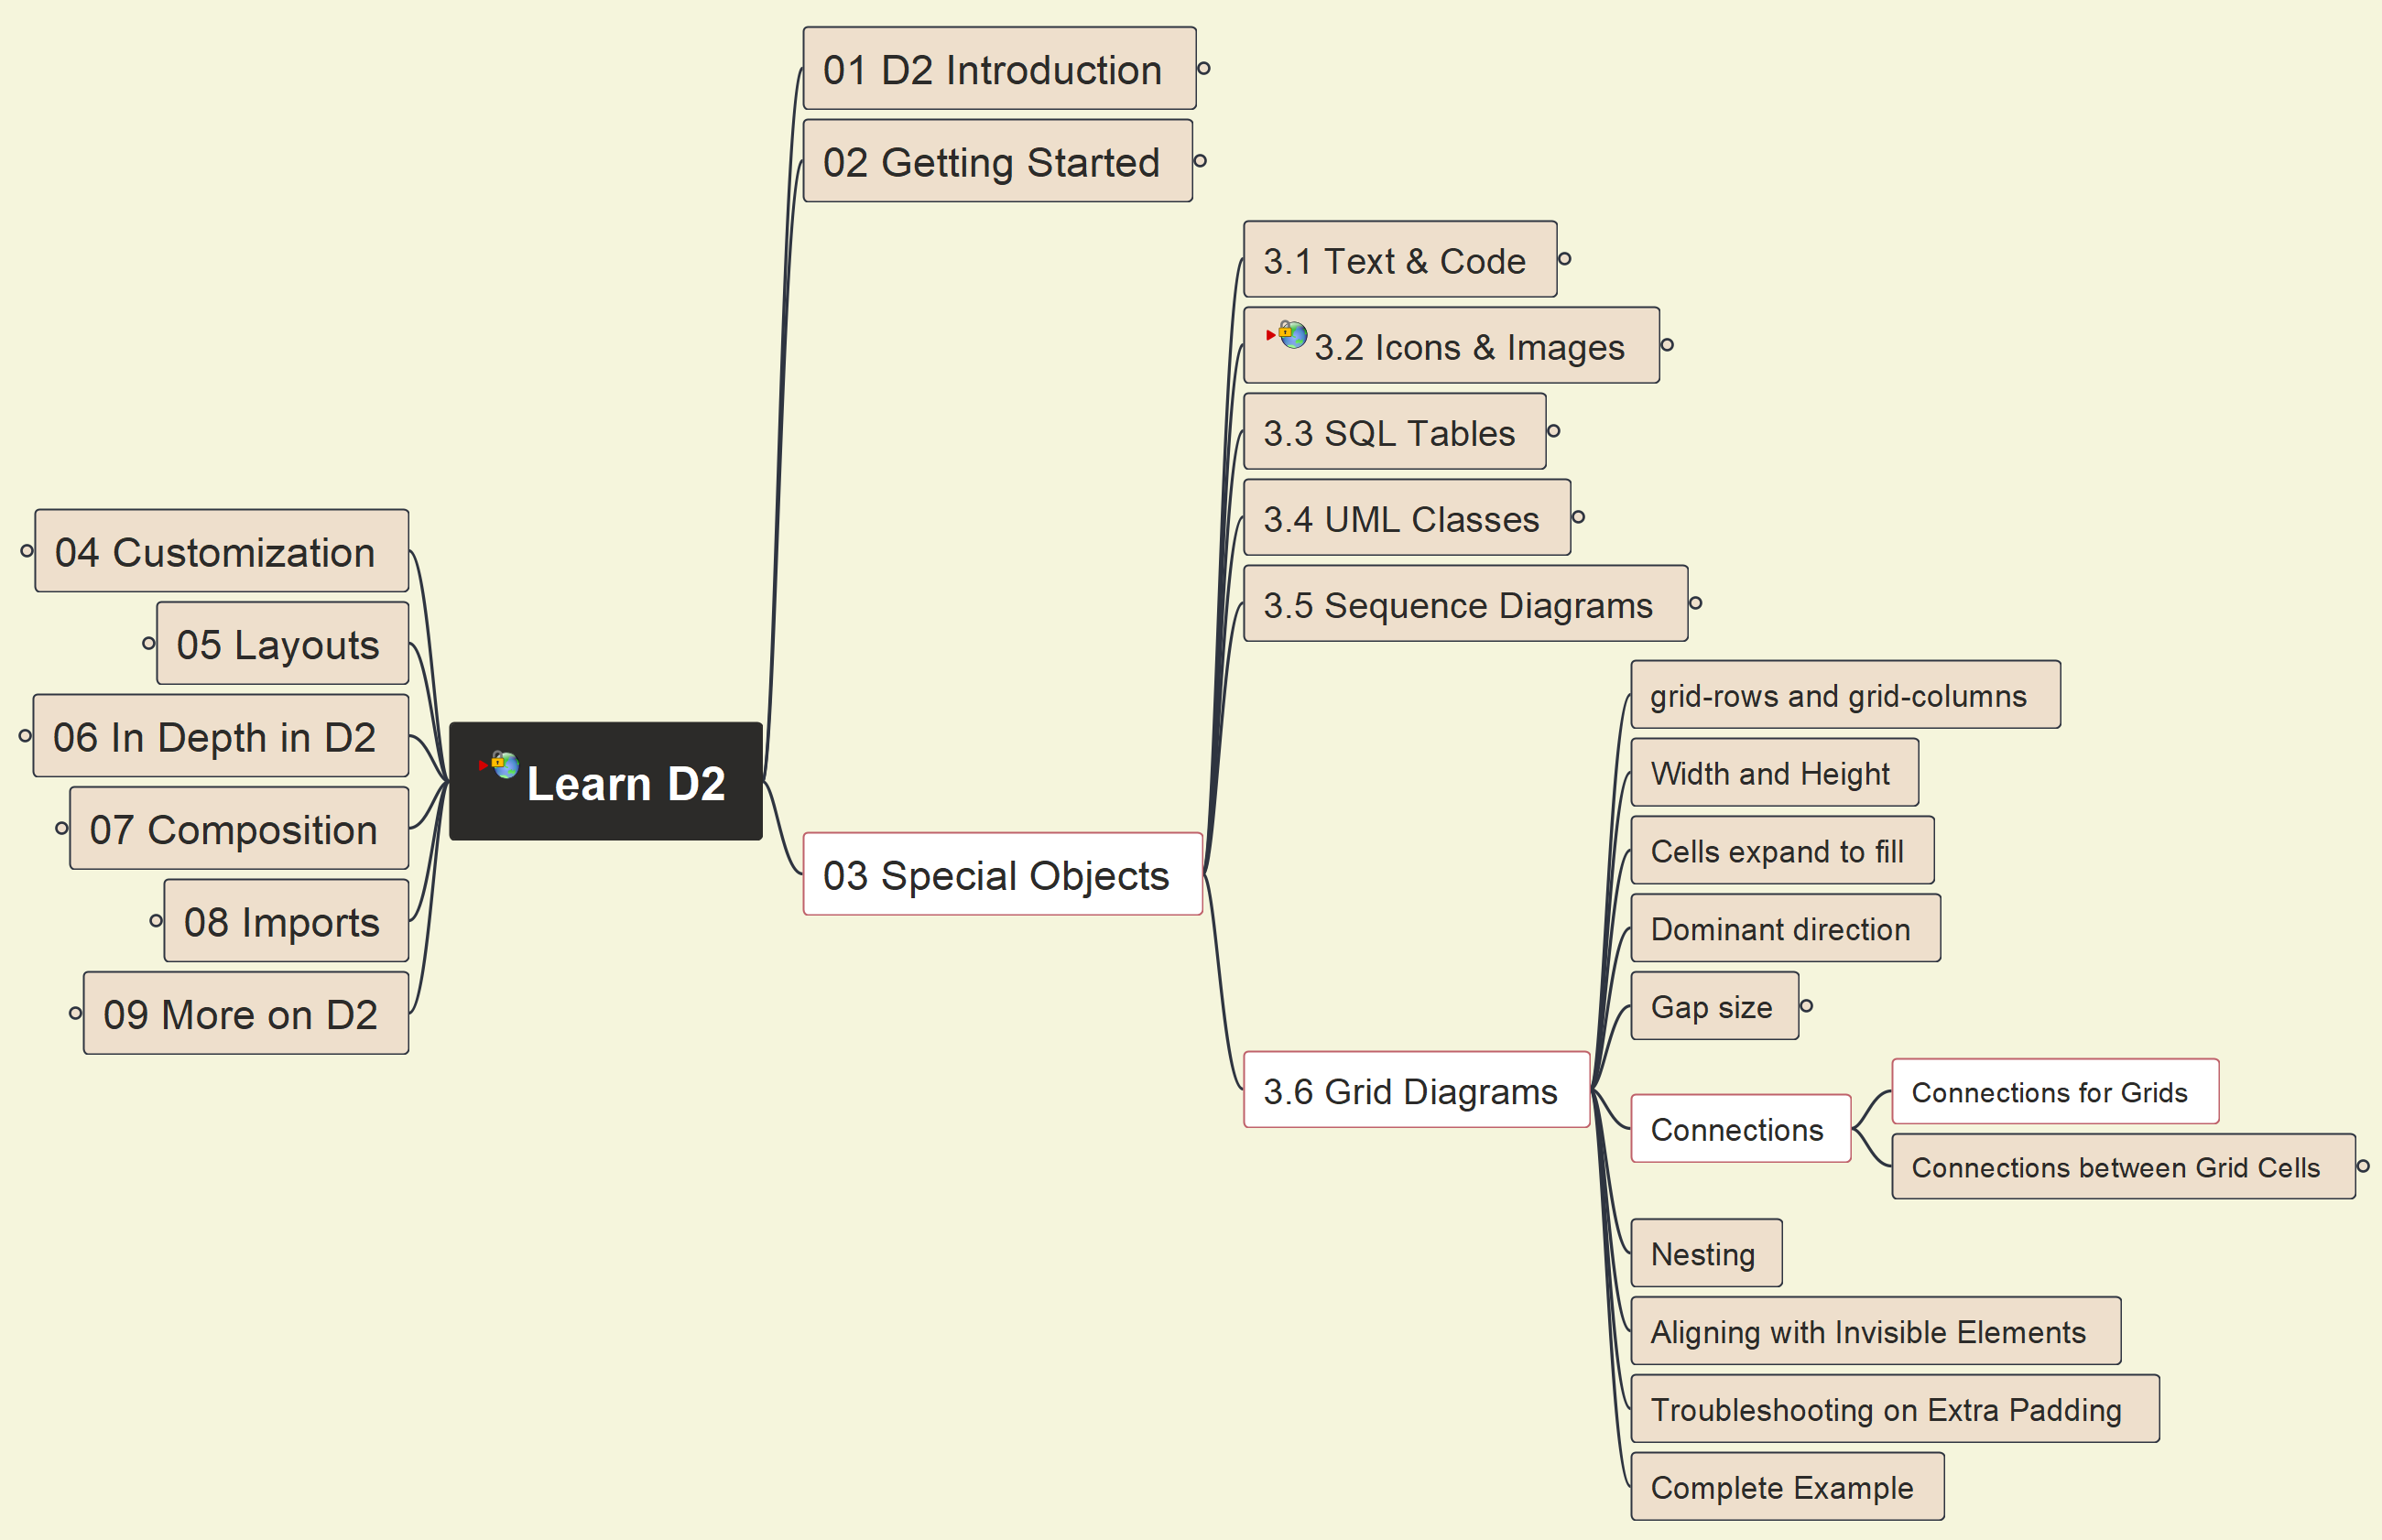 01 D2 Introduction
02 Getting Started
3.1 Text & Code
3.2 Icons & Images
3.3 SQL Tables
3.4 UML Classes
3.5 Sequence Diagrams
04 Customization
05 Layouts
06 In Depth in D2
07 Composition
08 Imports
09 More on D2
Learn D2
03 Special Objects
3.6 Grid Diagrams
grid-rows and grid-columns
Width and Height
Cells expand to fill
Dominant direction
Gap size
Connections
Connections for Grids
Connections between Grid Cells
Nesting
Aligning with Invisible Elements
Troubleshooting on Extra Padding
Complete Example